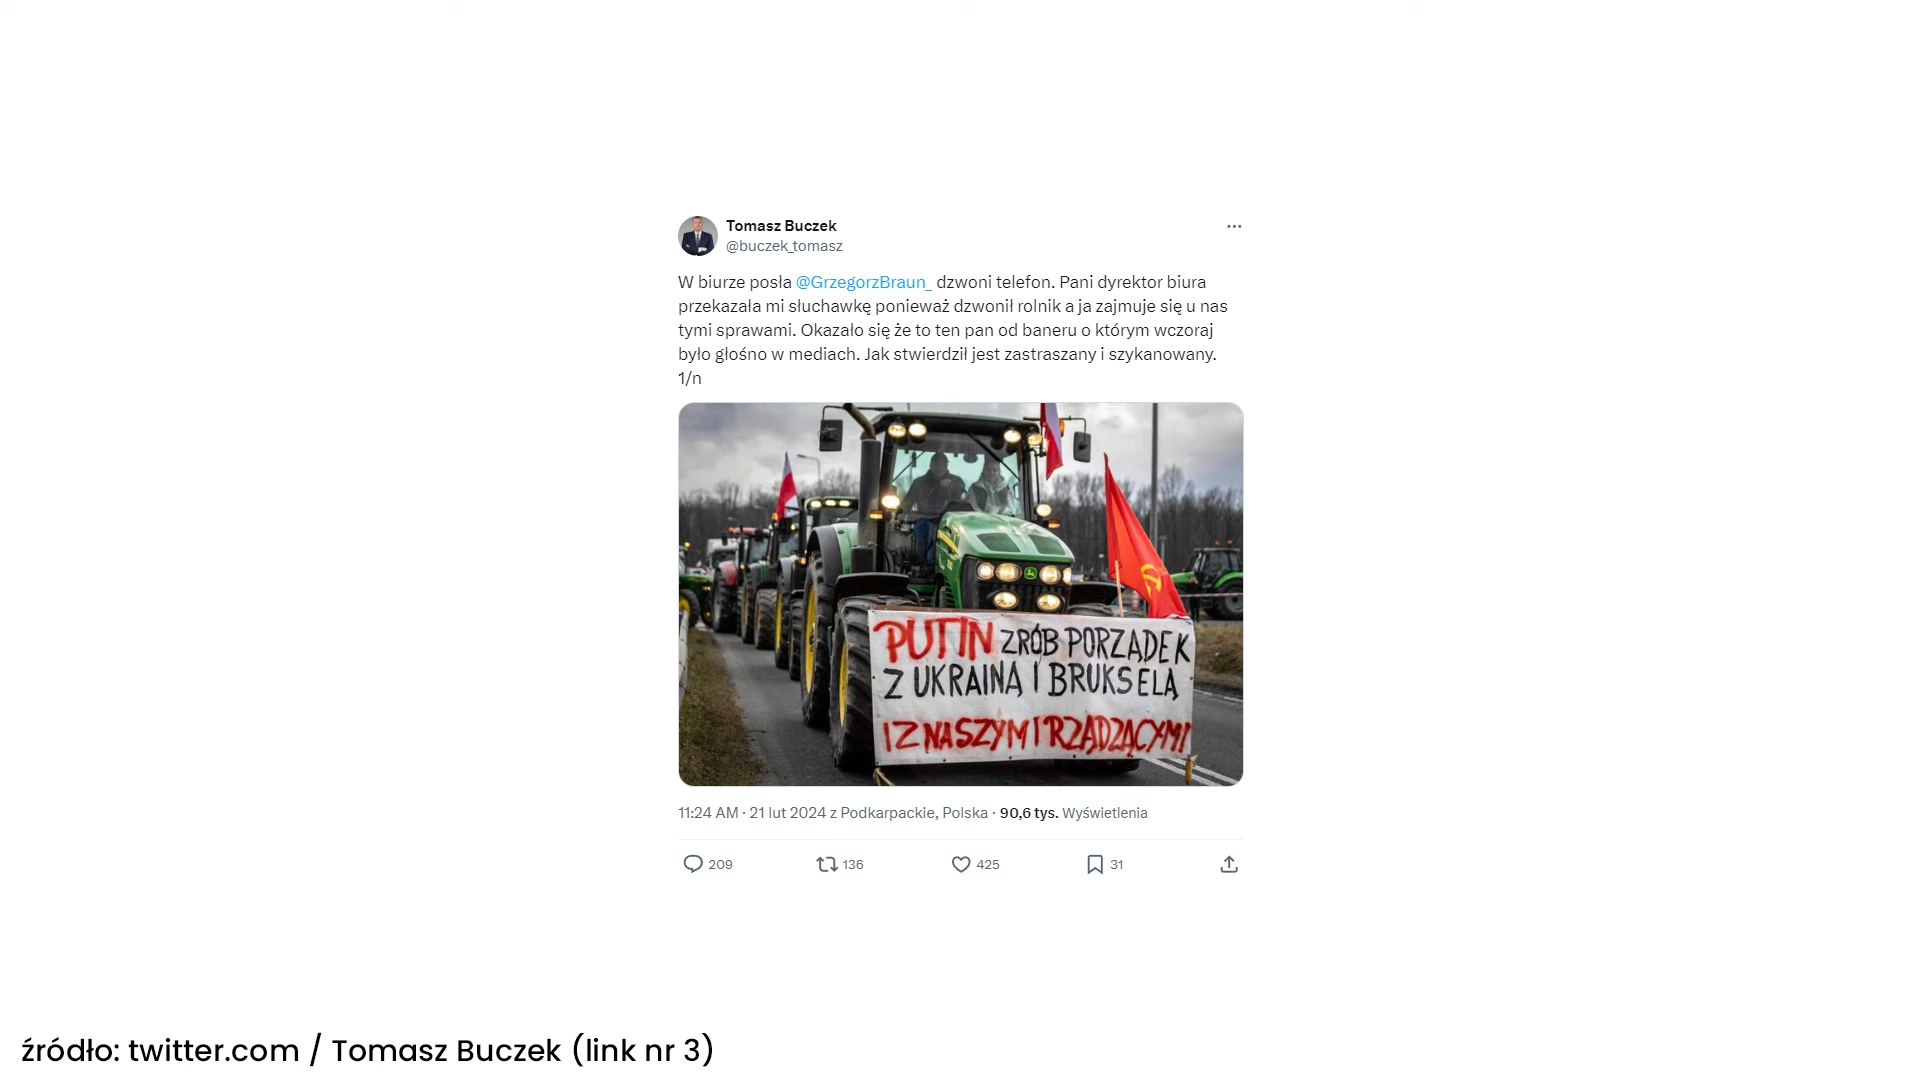 Tomasz Buczek
@buczek_tomasz
W biurze posła @GrzegorzBraun_ dzwoni telefon. Pani dyrektor biura
przekazała mi słuchawkę ponieważ dzwonił rolnik a ja zajmuje się u nas
tymi sprawami. Okazało się że to ten pan od baneru o którym wczoraj
było głośno w mediach. Jak stwierdził jest zastraszany i szykanowany.
1/n
PUTIN ZRÓB PORZĄDEK
Z UKRAINĄ I BRUKSELĄ
I Z NASZYMI RZĄDZĄCYMI
11:24 AM · 21 lut 2024 z Podkarpackie, Polska · 90,6 tys. Wyświetlenia
209 136 425 31
źródło: twitter.com / Tomasz Buczek (link nr 3)